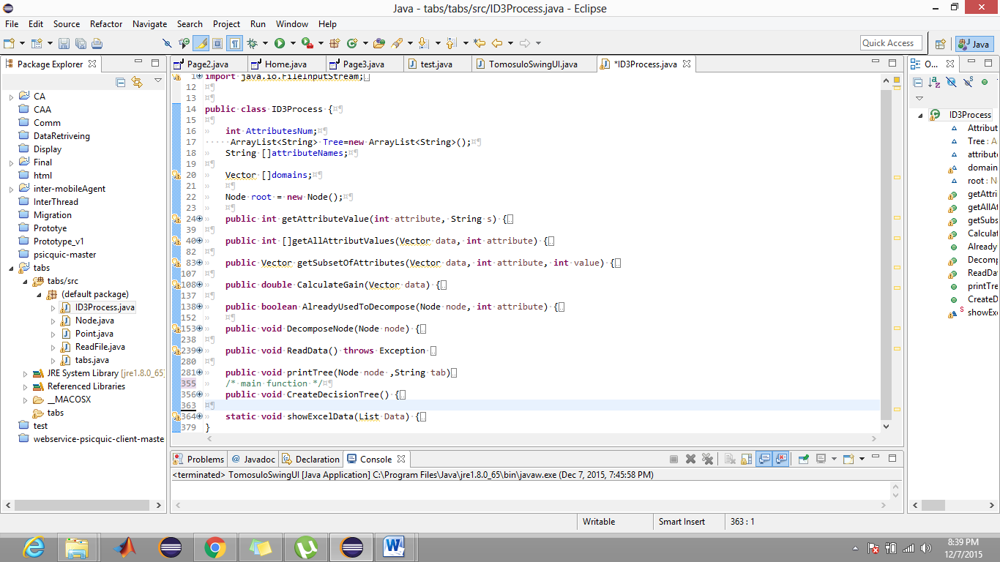 Java - tabs/tabs/src/ID3Process.java - Eclipse
File Edit Source Refactor Navigate Search Project Run Window Help
Quick Access
Java
Package Explorer
Page2.java Home.java Page3.java test.java TomosuloSwingUI.java *ID3Process.java
O...
CA
CAA
Comm
DataRetriveing
Display
Final
html
inter-mobileAgent
InterThread
Migration
Prototye
Prototype_v1
psicquic-master
tabs
tabs/src
(default package)
ID3Process.java
Node.java
Point.java
ReadFile.java
tabs.java
JRE System Library [jre1.8.0_65]
Referenced Libraries
__MACOSX
tabs
test
webservice-psicquic-client-maste
1 import java.io.FileInputStream;
12
13
14 public class ID3Process {
15
16 int AttributesNum;
17 ArrayList<String> Tree=new ArrayList<String>();
18 String []attributeNames;
19
20 Vector []domains;
21
22 Node root = new Node();
23
24 public int getAttributeValue(int attribute, String s) {
39
40 public int []getAllAttributValues(Vector data, int attribute) {
82
83 public Vector getSubsetOfAttributes(Vector data, int attribute, int value) {
107
108 public double CalculateGain(Vector data) {
137
138 public boolean AlreadyUsedToDecompose(Node node, int attribute) {
152
153 public void DecomposeNode(Node node) {
238
239 public void ReadData() throws Exception
280
281 public void printTree(Node node ,String tab)
355 /* main function */
356 public void CreateDecisionTree() {
363
364 static void showExcelData(List Data) {
379 }
ID3Process
Attribut
Tree : A
attribute
domain
root : N
getAttri
getAllAt
getSubs
Calculat
Already
Decomp
ReadDa
printTre
CreateD
S showExc
Problems @ Javadoc Declaration Console
<terminated> TomosuloSwingUI [Java Application] C:\Program Files\Java\jre1.8.0_65\bin\javaw.exe (Dec 7, 2015, 7:45:58 PM)
Writable Smart Insert 363 : 1
8:39 PM
12/7/2015